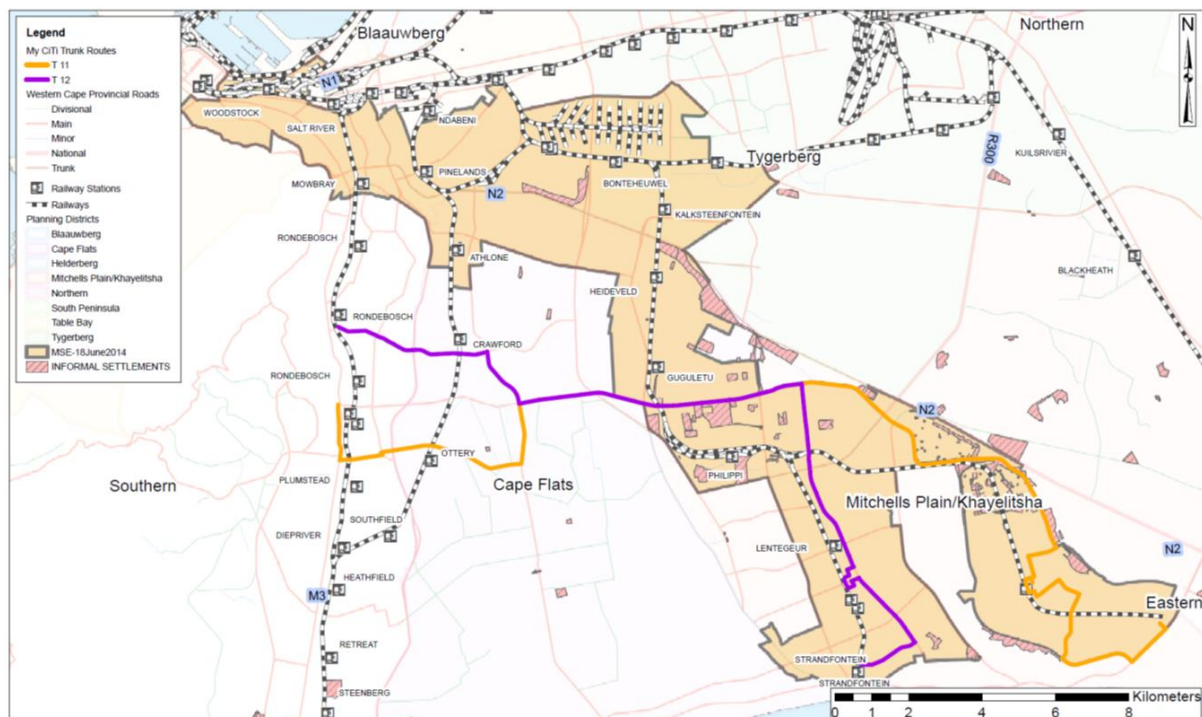 Legend
My CiTi Trunk Routes
T 11
T 12
Western Cape Provincial Roads
Divisional
Main
Minor
National
Trunk
Railway Stations
Railways
Planning Districts
Blaauwberg
Cape Flats
Helderberg
Mitchells Plain/Khayelitsha
Northern
South Peninsula
Table Bay
Tygerberg
MSE-18June2014
INFORMAL SETTLEMENTS
Blaauwberg
Northern
N
N1
WOODSTOCK
SALT RIVER
NDABENI
R300
KUILSRIVIER
Tygerberg
PINELANDS
BONTEHEUWEL
MOWBRAY
N2
KALKSTEENFONTEIN
RONDEBOSCH
ATHLONE
BLACKHEATH
HEIDEVELD
RONDEBOSCH
CRAWFORD
RONDEBOSCH
GUGULETU
N2
OTTERY
PLUMSTEAD
PHILIPPI
Southern
Cape Flats
Mitchells Plain/Khayelitsha
SOUTHFIELD
DIEPRIVER
LENTEGEUR
N2
HEATHFIELD
M3
Eastern
RETREAT
STRANDFONTEIN
STRANDFONTEIN
STEENBERG
Kilometers
0 1 2 4 6 8